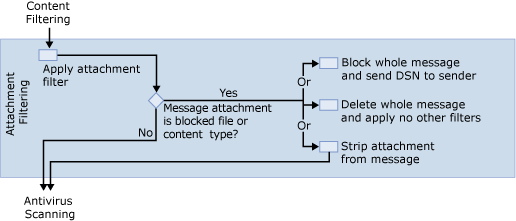 Content
Filtering
Attachment
Filtering
Apply attachment
filter
Yes
Message attachment
is blocked file or
content type?
No
Block whole message
and send DSN to sender
Or
Delete whole message
and apply no other filters
Or
Strip attachment
from message
Antivirus
Scanning